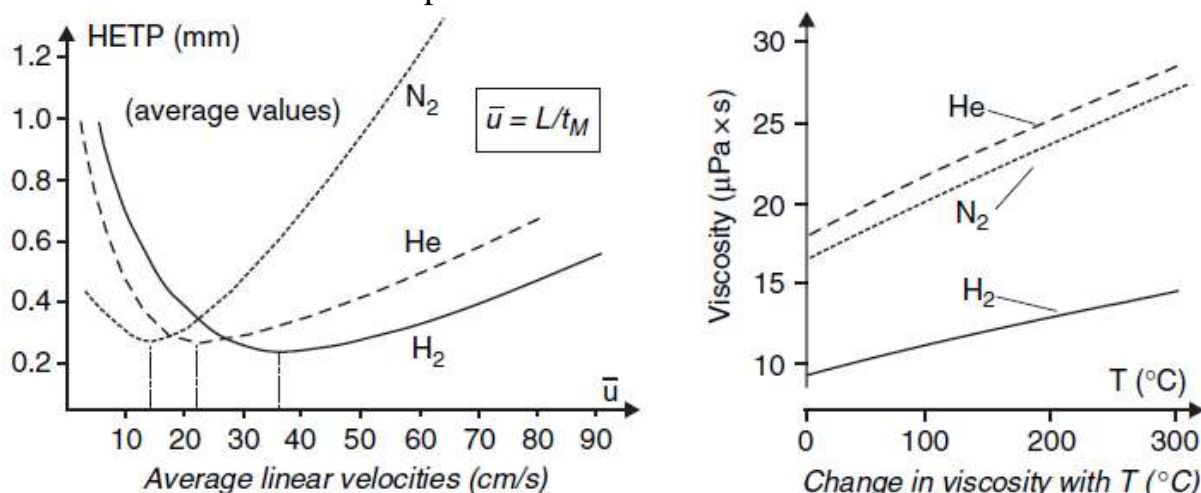 HETP (mm)
1.2
1.0
0.8
0.6
0.4
0.2
(average values)
N₂
ū = L/t_M
He
H₂
ū
10 20 30 40 50 60 70 80 90
Average linear velocities (cm/s)
Viscosity (µPa × s)
30
25
20
15
10
He
N₂
H₂
T (°C)
0 100 200 300
Change in viscosity with T (°C)